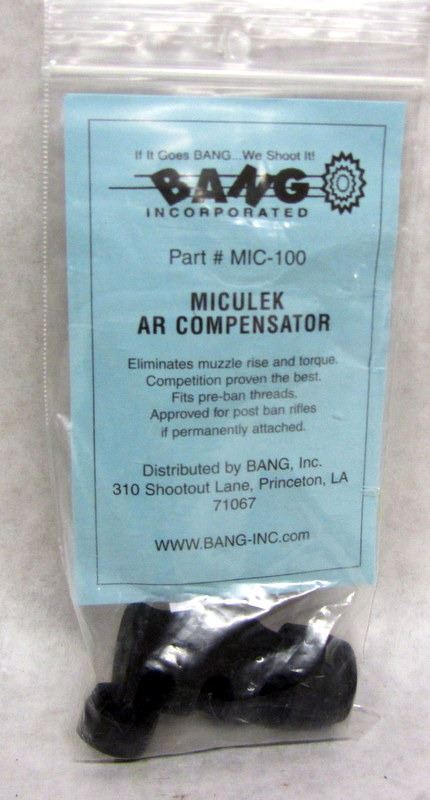 If It Goes BANG...We Shoot It!
BANG
INCORPORATED
Part # MIC-100
MICULEK
AR COMPENSATOR
Eliminates muzzle rise and torque.
Competition proven the best.
Fits pre-ban threads.
Approved for post ban rifles
if permanently attached.
Distributed by BANG, Inc.
310 Shootout Lane, Princeton, LA
71067
WWW.BANG-INC.com